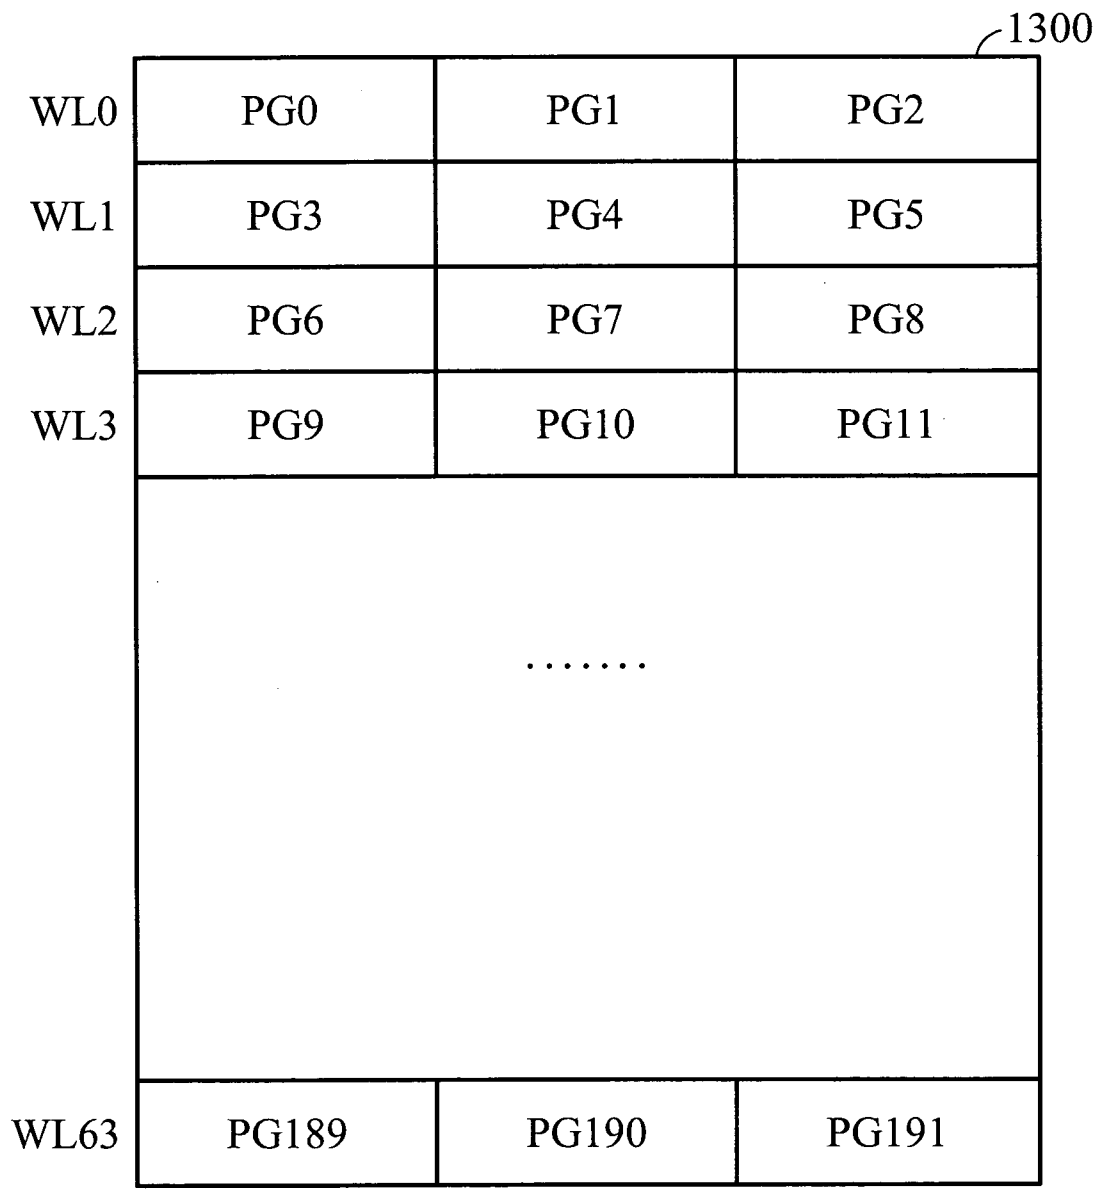 1300
WL0 PG0 PG1 PG2
WL1 PG3 PG4 PG5
WL2 PG6 PG7 PG8
WL3 PG9 PG10 PG11
.......
WL63 PG189 PG190 PG191